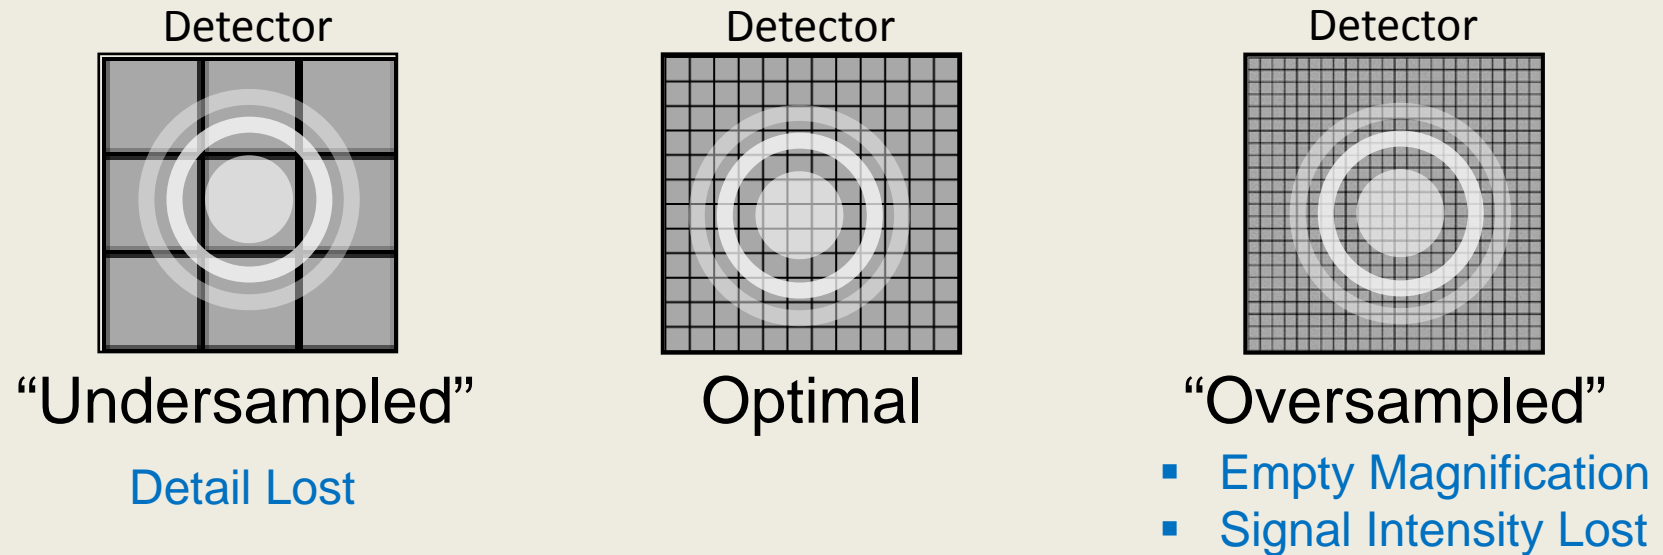 Detector
Detector
Detector
“Undersampled”
Optimal
“Oversampled”
Detail Lost
▪ Empty Magnification
▪ Signal Intensity Lost